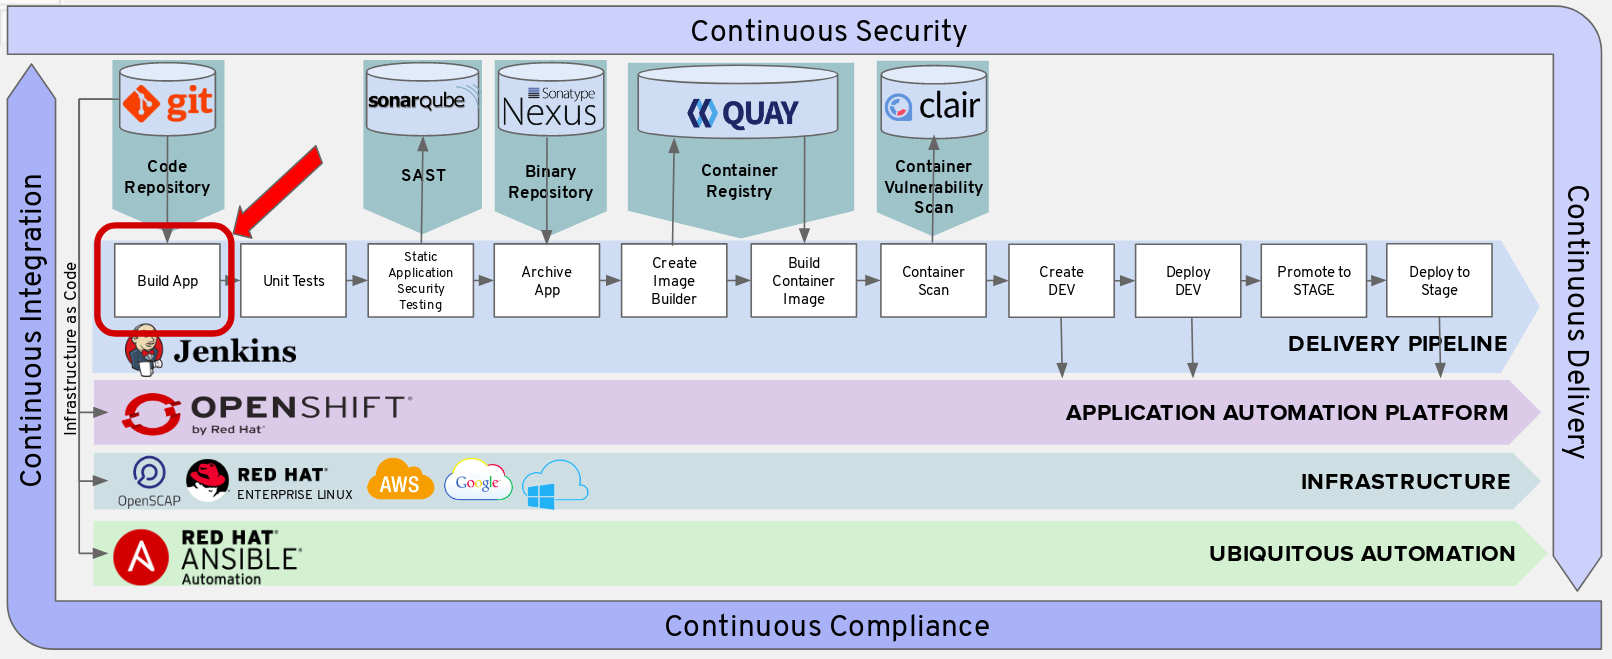 Continuous Security
git
sonarqube
Sonatype
Nexus
QUAY
clair
Code
Repository
SAST
Binary
Repository
Container
Registry
Container
Vulnerability
Scan
Build App
Unit Tests
Static
Application
Security
Testing
Archive
App
Create
Image
Builder
Build
Container
Image
Container
Scan
Create
DEV
Deploy
DEV
Promote to
STAGE
Deploy to
Stage
Jenkins
DELIVERY PIPELINE
Continuous Integration
Infrastructure as Code
Continuous Delivery
OPENSHIFT
by Red Hat
APPLICATION AUTOMATION PLATFORM
OpenSCAP
RED HAT
ENTERPRISE LINUX
AWS
Google
INFRASTRUCTURE
A
RED HAT
ANSIBLE
Automation
UBIQUITOUS AUTOMATION
Continuous Compliance